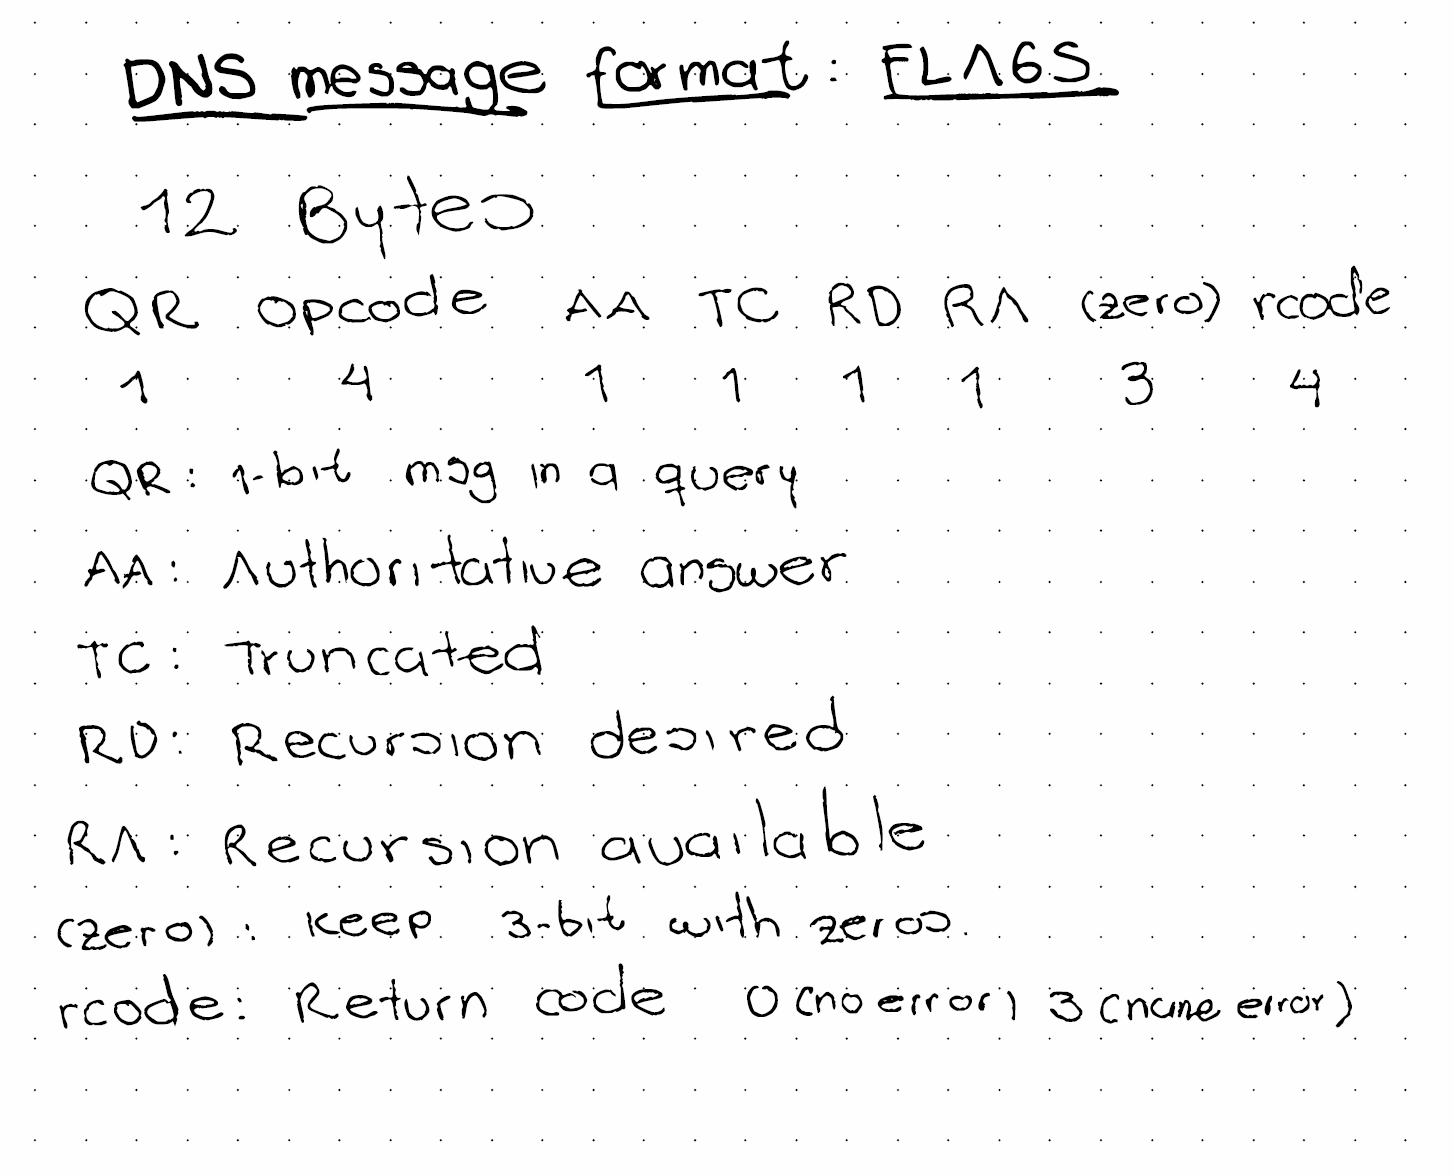 DNS message format: FLAGS
12 Bytes
QR opcode AA TC RD RA (zero) rcode
1 4 1 1 1 1 3 4
QR: 1-bit msg in a query
AA: Authoritative answer
TC: Truncated
RD: Recursion desired
RA: Recursion available
(zero): keep 3-bit with zeros.
rcode: Return code 0 (no error) 3 (name error)